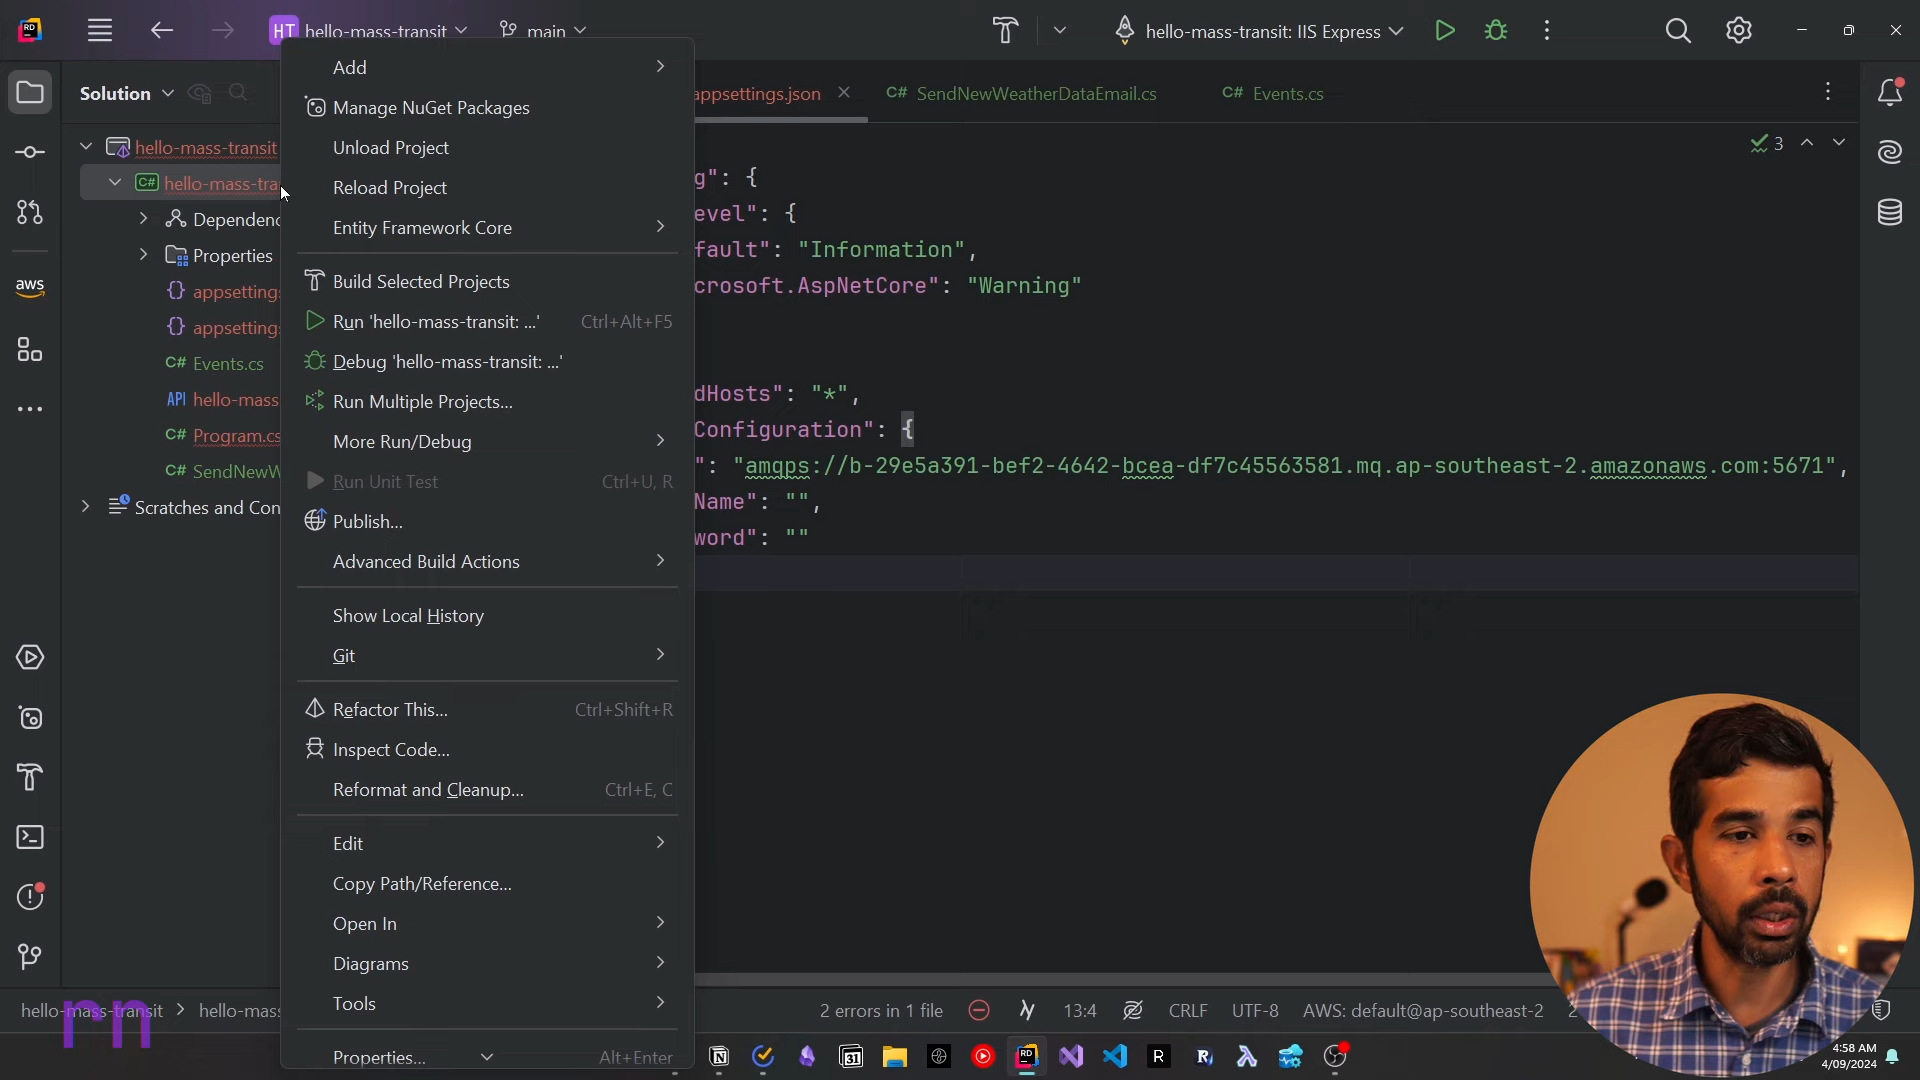 HT hello-mass-transit main
hello-mass-transit: IIS Express
Solution
hello-mass-transit
C# hello-mass-tra
Dependenc
Properties
{} appsetting
{} appsetting
C# Events.cs
API hello-mass
C# Program.cs
C# SendNewW
Scratches and Con
aws
Add
Manage NuGet Packages
Unload Project
Reload Project
Entity Framework Core
Build Selected Projects
Run 'hello-mass-transit: ...' Ctrl+Alt+F5
Debug 'hello-mass-transit: ...'
Run Multiple Projects...
More Run/Debug
Run Unit Test Ctrl+U, R
Publish...
Advanced Build Actions
Show Local History
Git
Refactor This... Ctrl+Shift+R
Inspect Code...
Reformat and Cleanup... Ctrl+E, C
Edit
Copy Path/Reference...
Open In
Diagrams
Tools
Properties... Alt+Enter
appsettings.json C# SendNewWeatherDataEmail.cs C# Events.cs
3
g": {
evel": {
fault": "Information",
crosoft.AspNetCore": "Warning"
dHosts": "*",
Configuration": {
": "amqps://b-29e5a391-bef2-4642-bcea-df7c45563581.mq.ap-southeast-2.amazonaws.com:5671",
Name": "",
word": ""
hello-mass-transit > hello-mass
2 errors in 1 file 13:4 CRLF UTF-8 AWS: default@ap-southeast-2 2
rn
31
RD
R
4:58 AM
4/09/2024